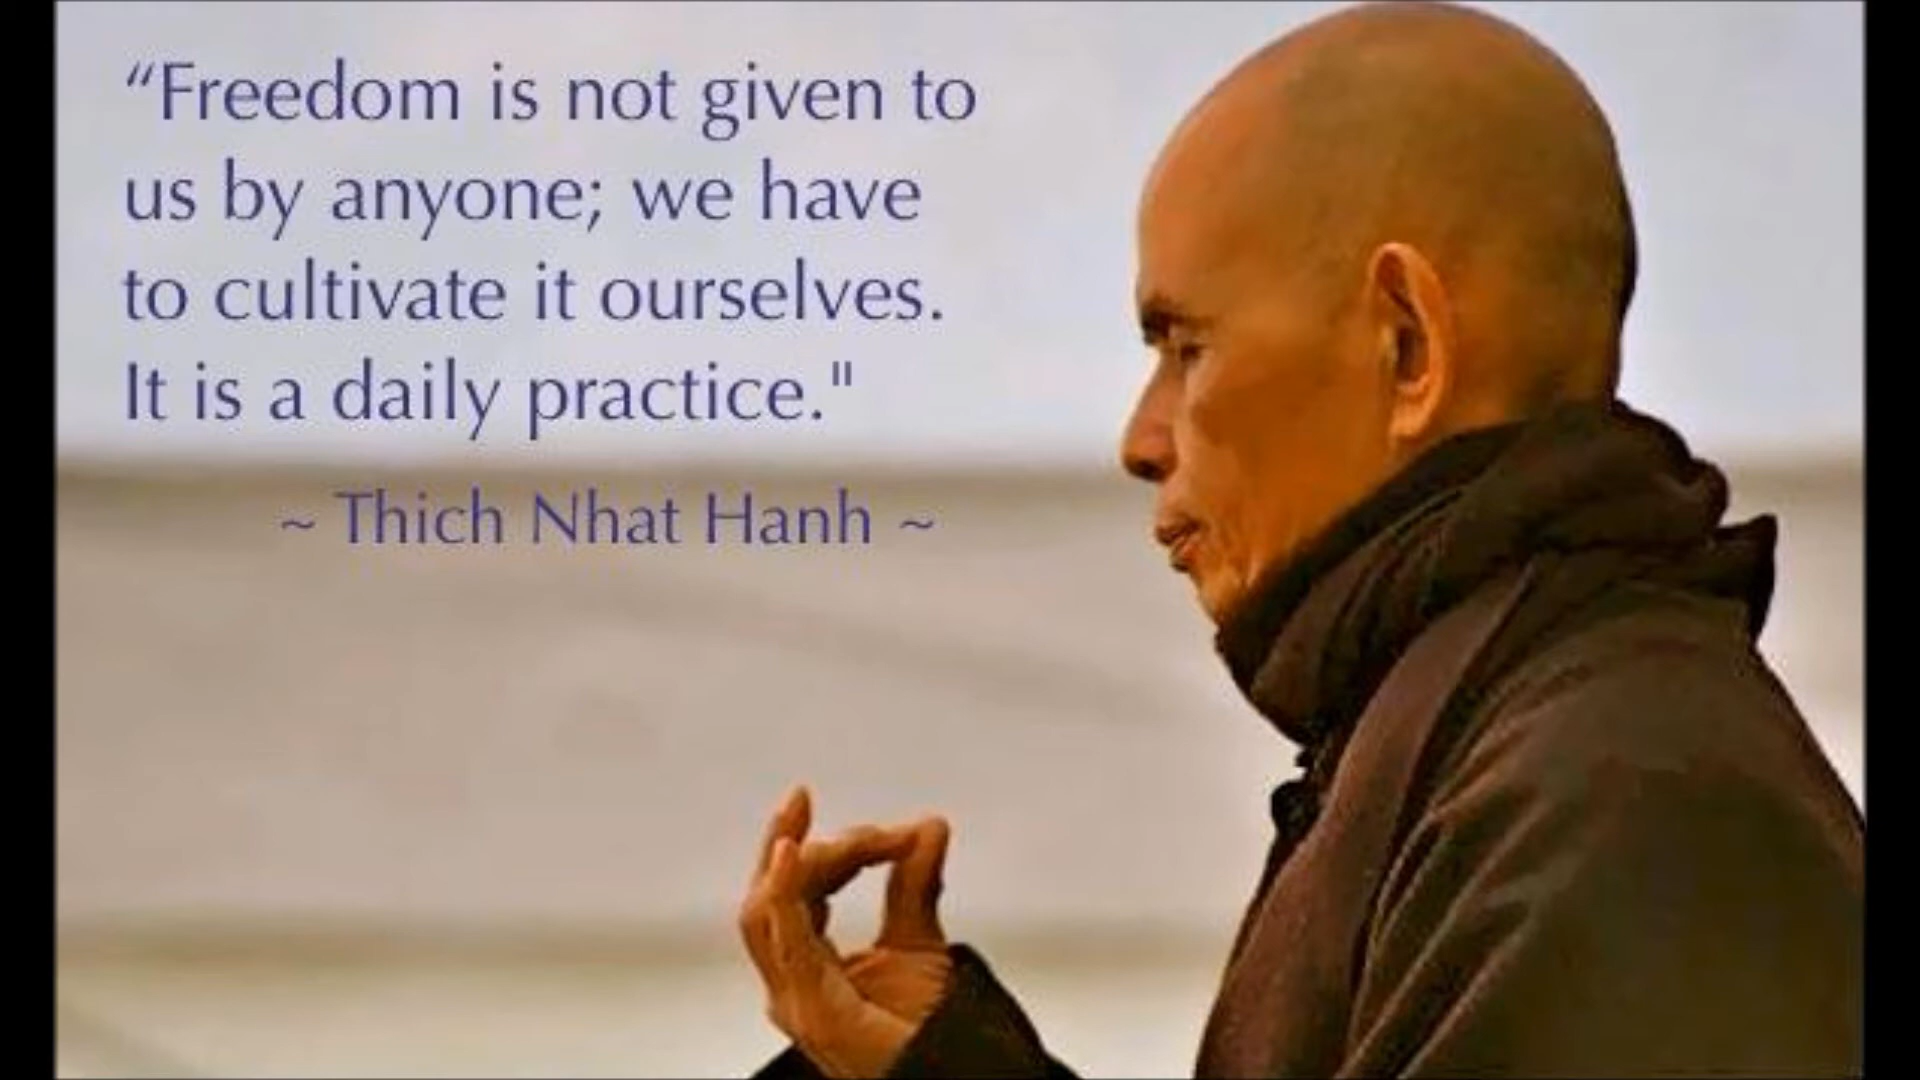 “Freedom is not given to
us by anyone; we have
to cultivate it ourselves.
It is a daily practice."
~ Thich Nhat Hanh ~